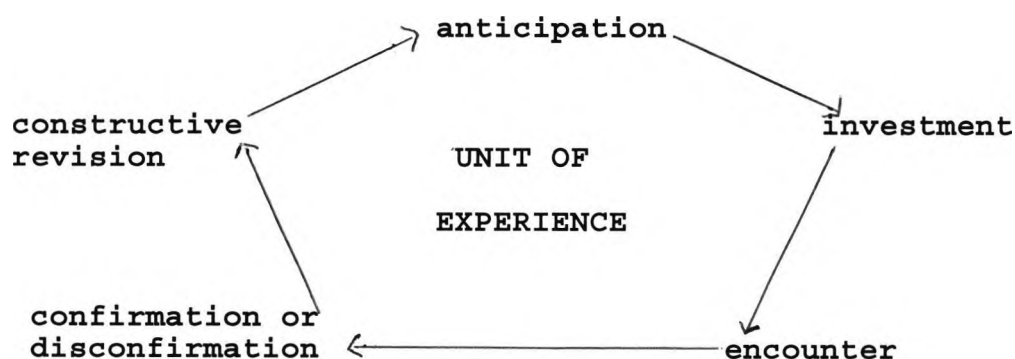 anticipation
constructive
revision
investment
UNIT OF
EXPERIENCE
confirmation or
disconfirmation
encounter